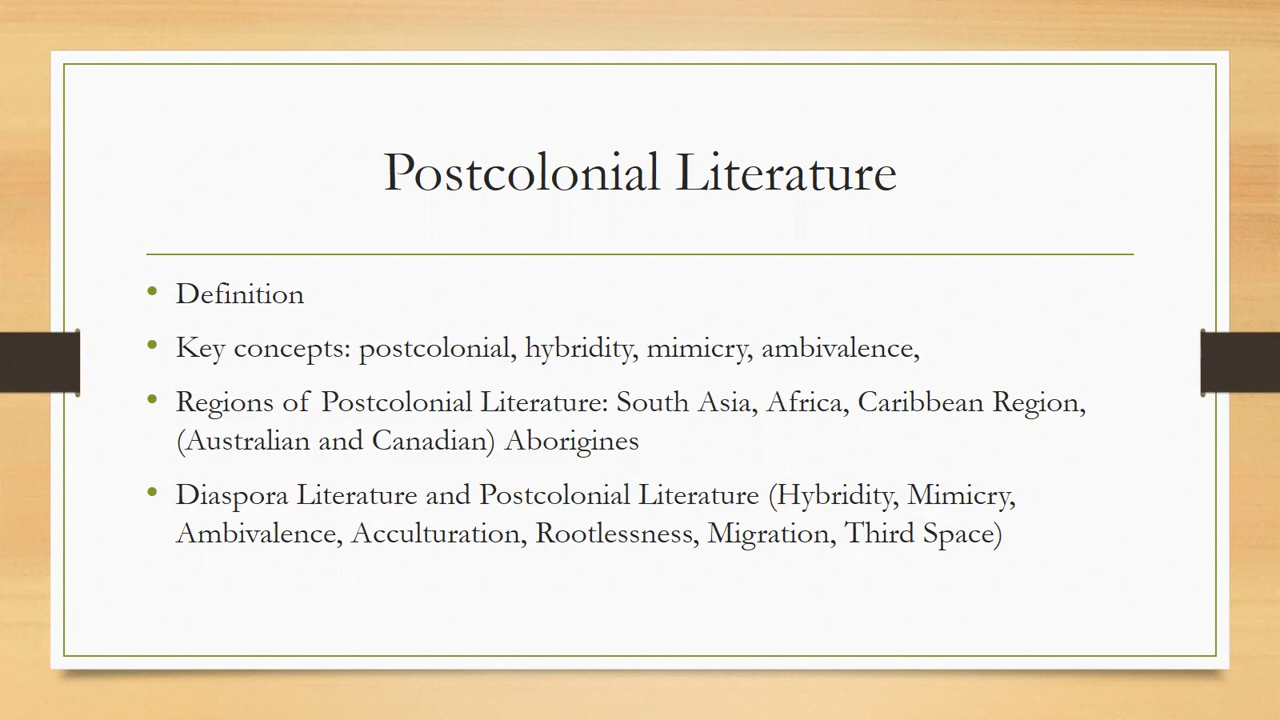 Postcolonial Literature
• Definition
• Key concepts: postcolonial, hybridity, mimicry, ambivalence,
• Regions of Postcolonial Literature: South Asia, Africa, Caribbean Region,
(Australian and Canadian) Aborigines
• Diaspora Literature and Postcolonial Literature (Hybridity, Mimicry,
Ambivalence, Acculturation, Rootlessness, Migration, Third Space)